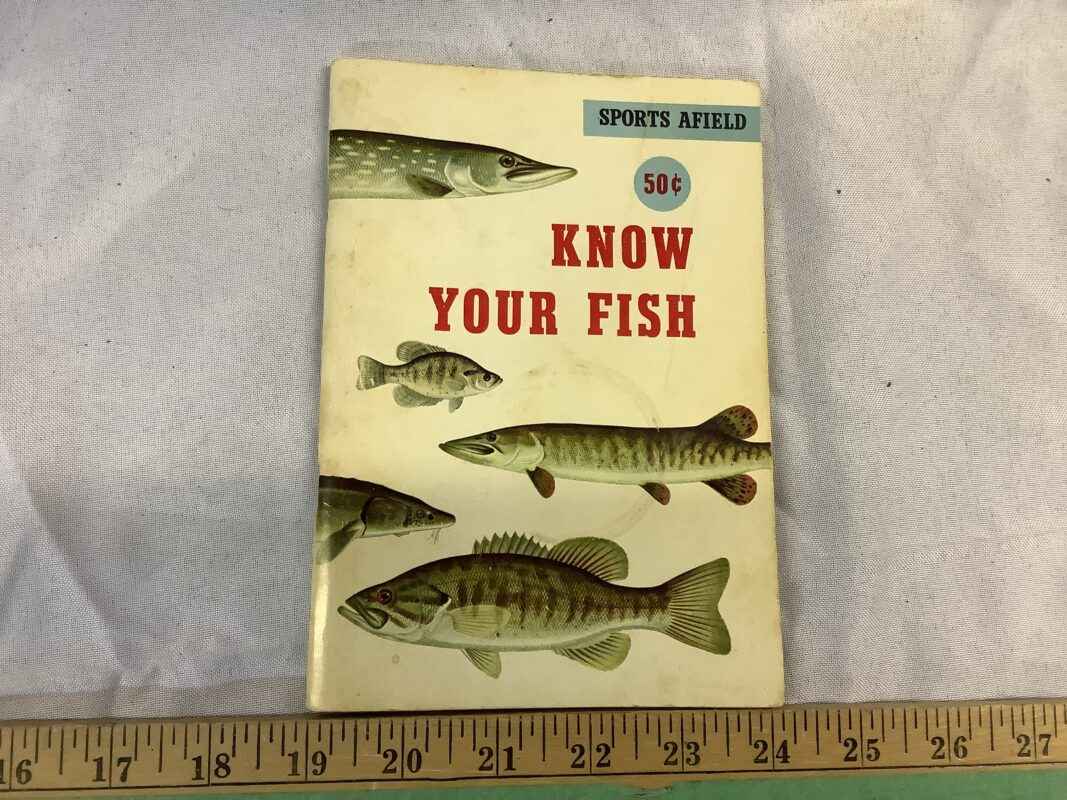 SPORTS AFIELD
50¢
KNOW
YOUR FISH
16 17 18 19 20 21 22 23 24 25 26 27